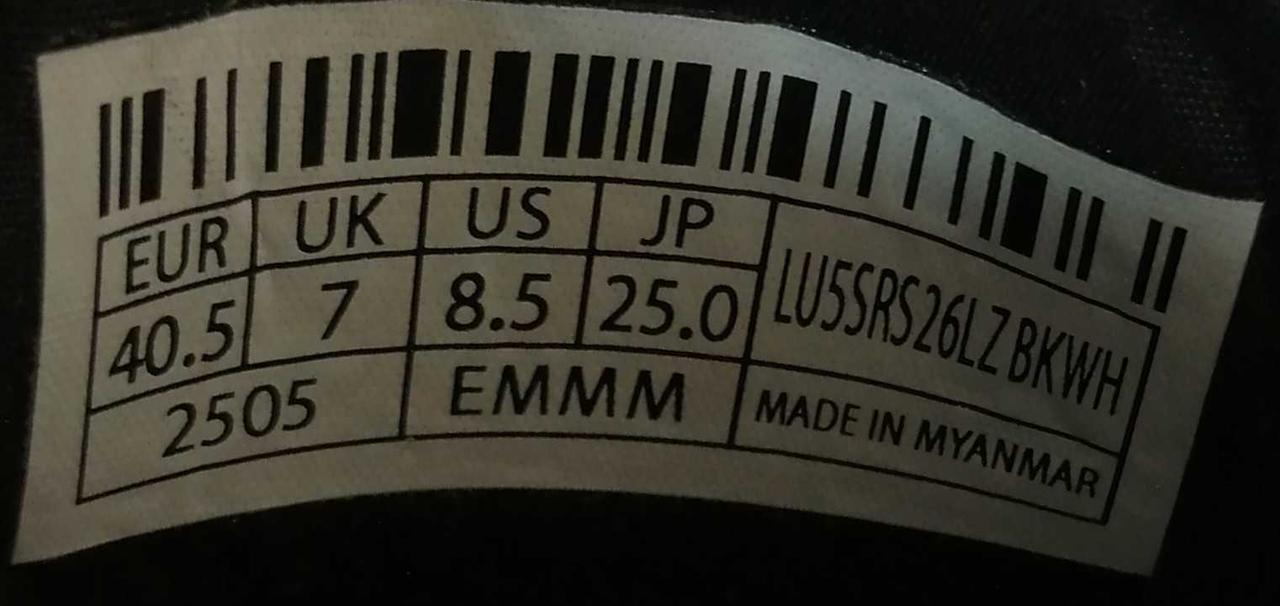 EUR UK US JP
40.5 7 8.5 25.0 LU5SRS26LZ BKWH
2505 EMMM MADE IN MYANMAR